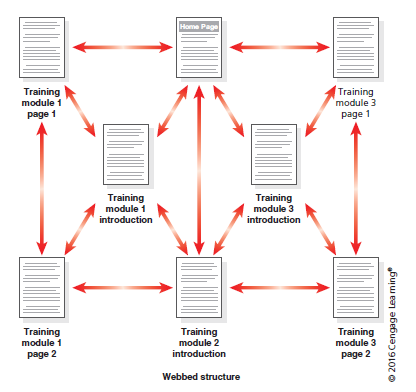 Home Page
Training
module 1
page 1
Training
module 3
page 1
Training
module 1
introduction
Training
module 3
introduction
Training
module 1
page 2
Training
module 2
introduction
Training
module 3
page 2
Webbed structure
© 2016 Cengage Learning®